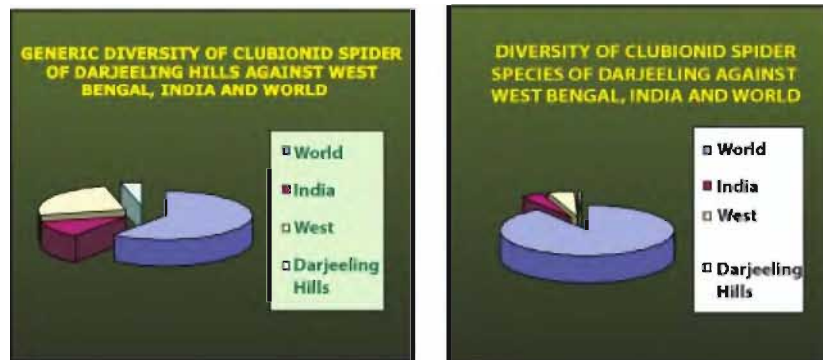 GENERIC DIVERSITY OF CLUBIONID SPIDER
OF DARJEELING HILLS AGAINST WEST
BENGAL, INDIA AND WORLD
World
India
West
Darjeeling
Hills
DIVERSITY OF CLUBIONID SPIDER
SPECIES OF DARJEELING AGAINST
WEST BENGAL, INDIA AND WORLD
World
India
West
Darjeeling
Hills